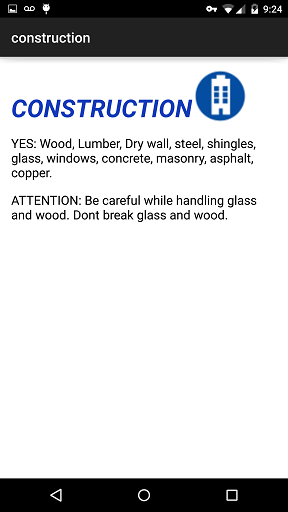 9:24
construction
CONSTRUCTION
YES: Wood, Lumber, Dry wall, steel, shingles,
glass, windows, concrete, masonry, asphalt,
copper.
ATTENTION: Be careful while handling glass
and wood. Dont break glass and wood.